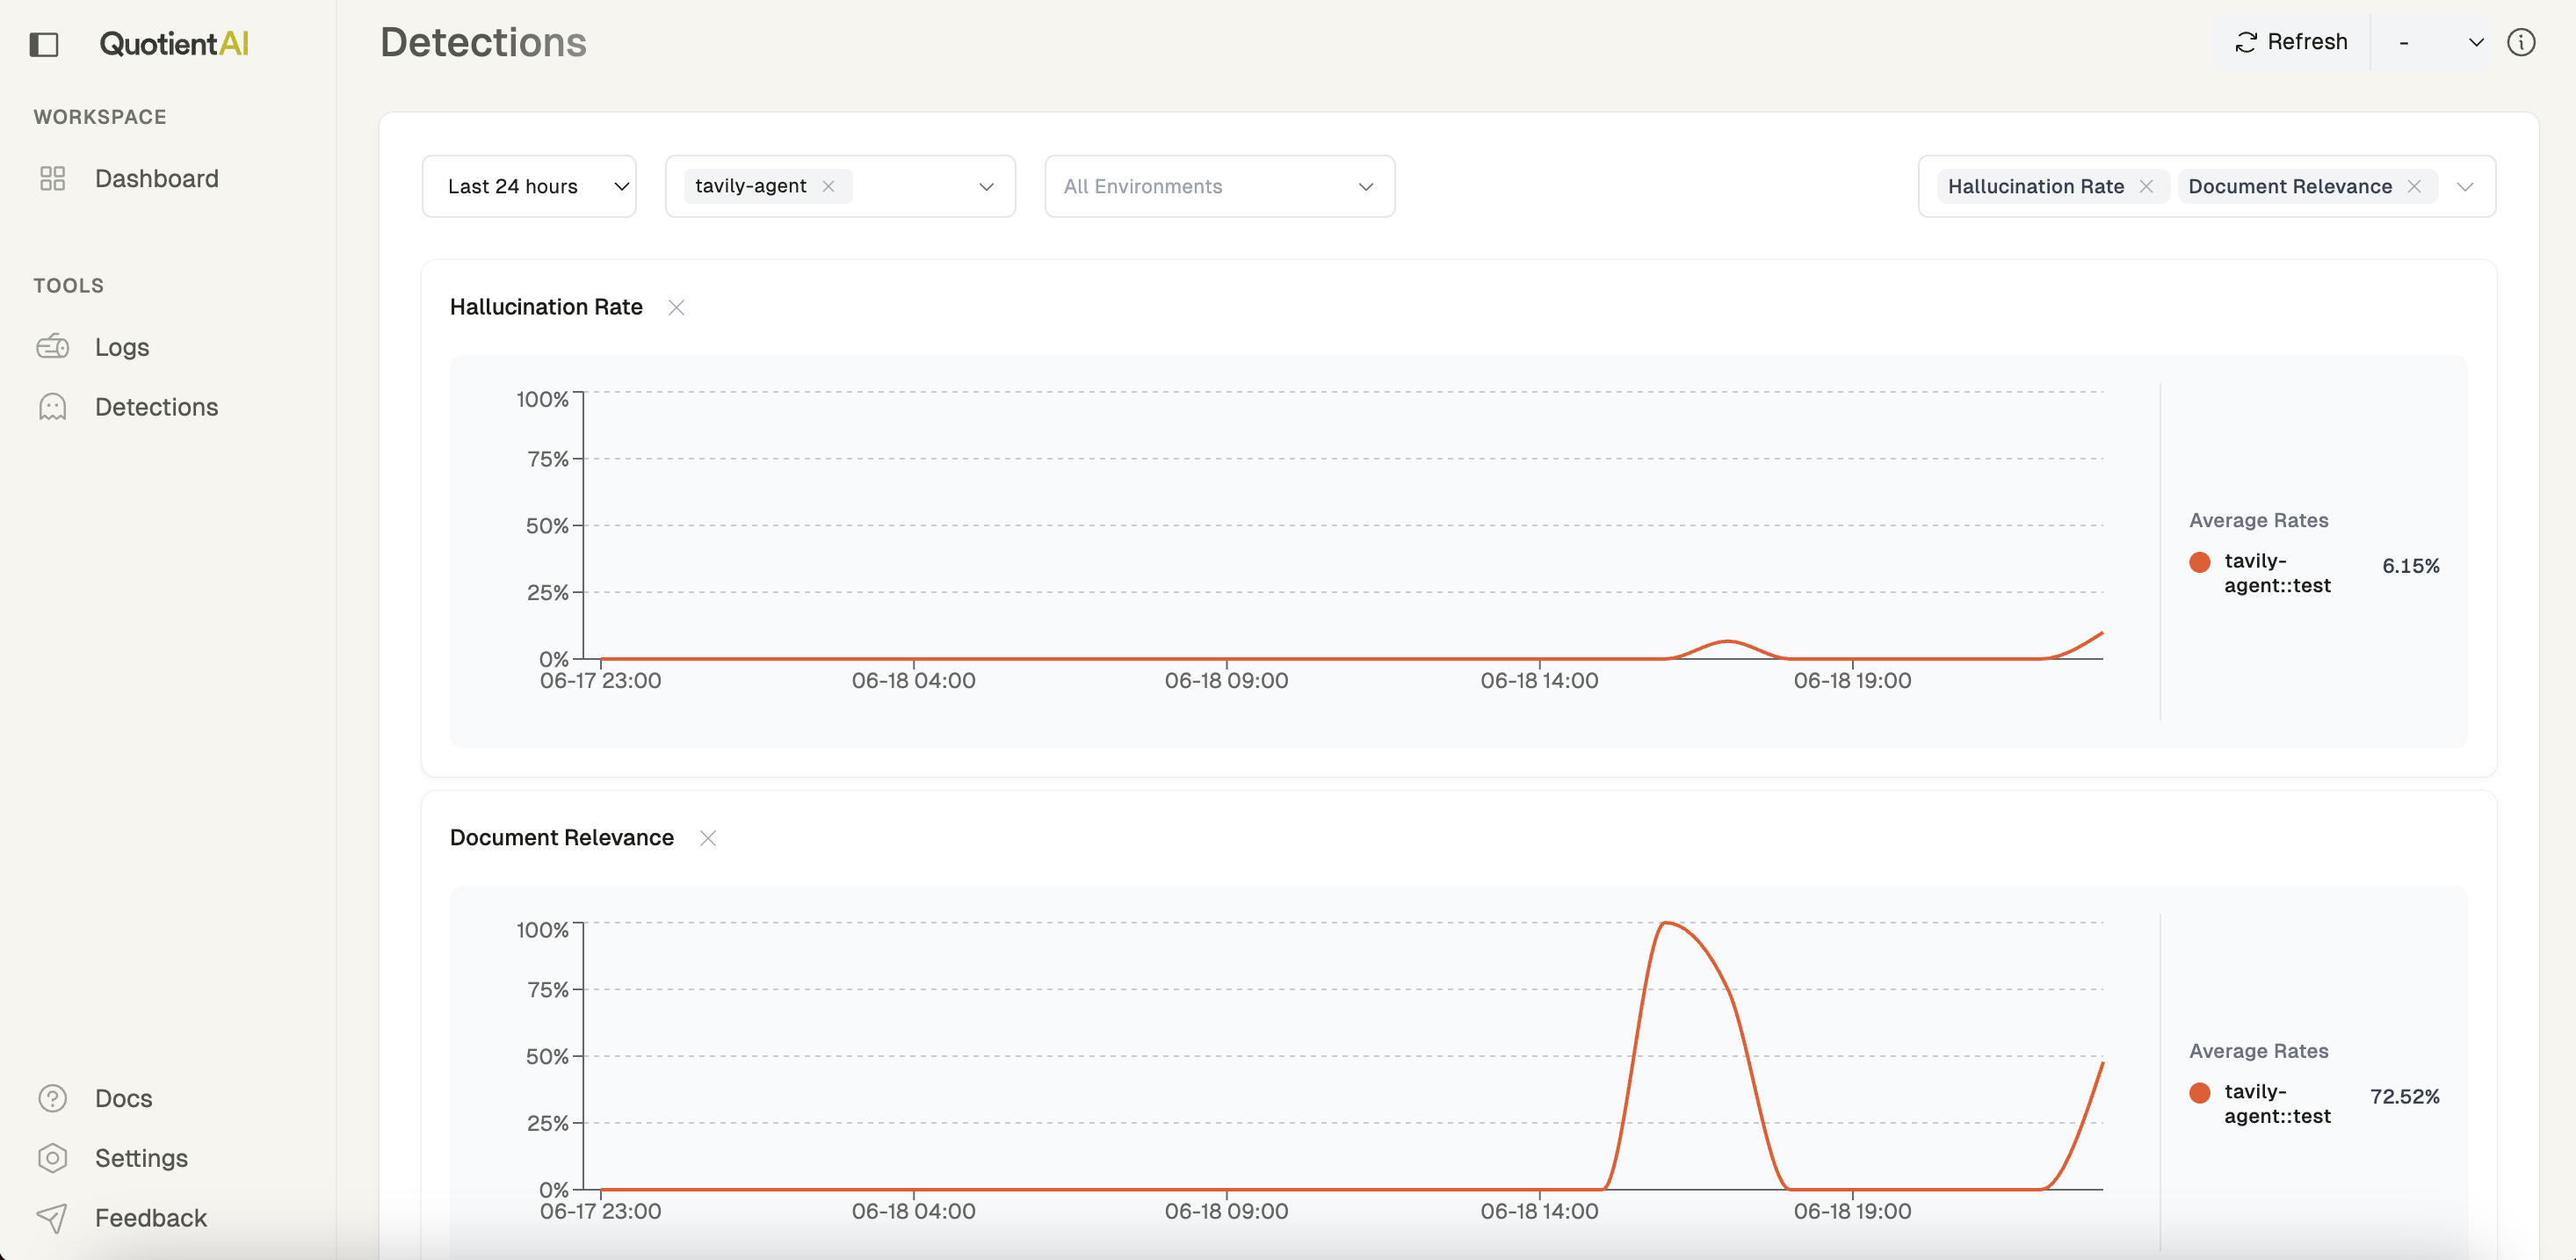 QuotientAI
WORKSPACE
Dashboard
TOOLS
Logs
Detections
Docs
Settings
Feedback
Detections
Refresh
-
Last 24 hours
tavily-agent
All Environments
Hallucination Rate
Document Relevance
Hallucination Rate
100%
75%
50%
25%
0%
06-17 23:00
06-18 04:00
06-18 09:00
06-18 14:00
06-18 19:00
Average Rates
tavily-
agent::test
6.15%
Document Relevance
100%
75%
50%
25%
0%
06-17 23:00
06-18 04:00
06-18 09:00
06-18 14:00
06-18 19:00
Average Rates
tavily-
agent::test
72.52%